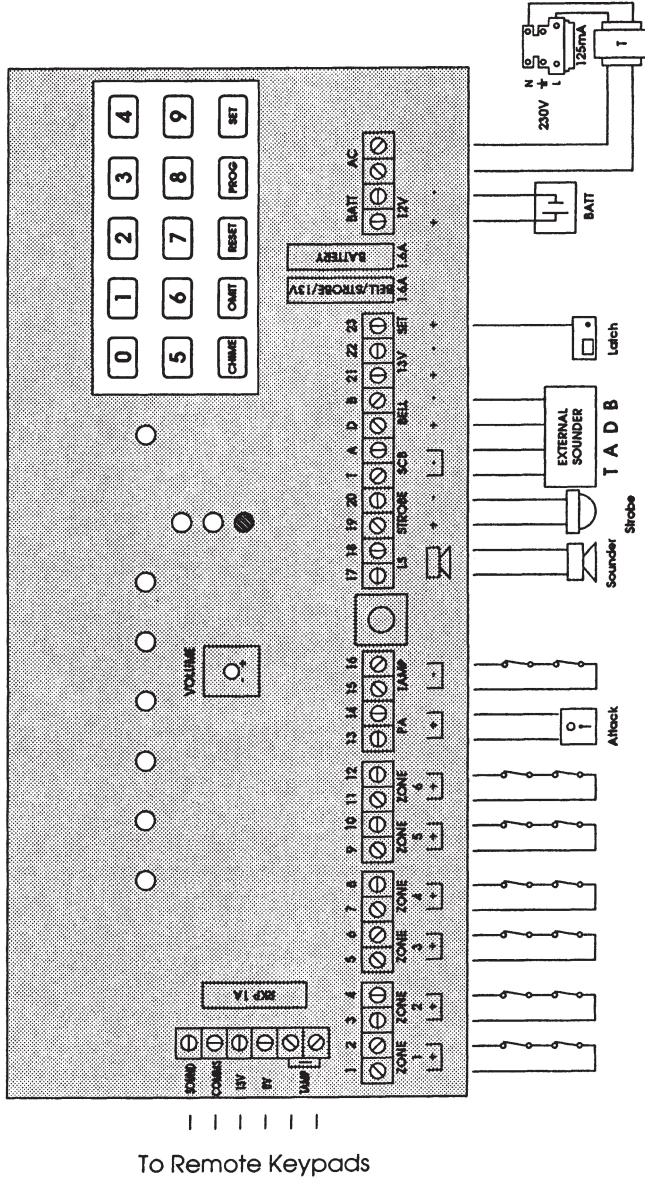 0 1 2 3 4
5 6 7 8 9
CHIME OMIT RESET PROG SET
VOLUME
- +
SOUND
COMMS
13V
0V
TAMP
RKP 1A
BELL/STROBE/13V
1.6A
BATTERY
1.6A
BATT AC
12V
+ -
1 2 3 4 5 6 7 8 9 10 11 12 13 14 15 16 17 18 19 20 T A D B 21 22 23
ZONE ZONE ZONE ZONE ZONE ZONE PA TAMP LS STROBE SCB BELL 13V SET
1 2 3 4 5 6
+ + + + + + + - + - - + - + - +
Attack
Sounder
Strobe
EXTERNAL
SOUNDER
T A D B
Latch
BATT
230V
N
L
125mA
T
To Remote Keypads